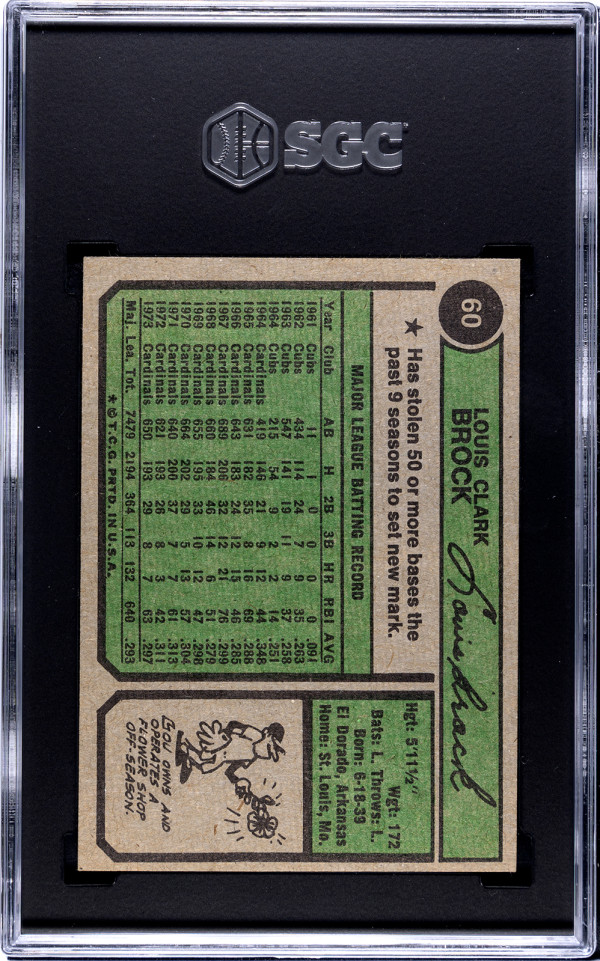 SGC
60
LOUIS CLARK
BROCK
Louis Brock
★ Has stolen 50 or more bases the
past 9 seasons to set new mark.
MAJOR LEAGUE BATTING RECORD
Year Club AB H 2B 3B HR RBI AVG
1961 Cubs 11 1 0 0 0 0 .091
1962 Cubs 434 114 24 7 9 35 .263
1963 Cubs 547 141 19 11 9 37 .258
1964 Cubs 215 54 9 2 2 14 .251
1964 Cardinals 419 146 21 9 12 44 .348
1965 Cardinals 631 182 35 8 16 69 .288
1966 Cardinals 643 183 24 12 15 46 .285
1967 Cardinals 689 206 32 12 21 76 .299
1968 Cardinals 660 184 46 14 6 51 .279
1969 Cardinals 655 195 33 10 12 47 .298
1970 Cardinals 664 202 29 5 13 57 .304
1971 Cardinals 640 200 37 7 7 61 .313
1972 Cardinals 621 193 26 8 3 42 .311
1973 Cardinals 650 193 29 8 7 63 .297
Maj. Lea. Tot. 7479 2194 364 113 132 640 .293
* © T.C.G. PRTD. IN U.S.A.
Hgt: 5'11½" Wgt: 172
Bats: L. Throws: L.
Born: 6-18-39
El Dorado, Arkansas
Home: St. Louis, Mo.
LOU OWNS AND
OPERATES A
FLOWER SHOP
OFF-SEASON.